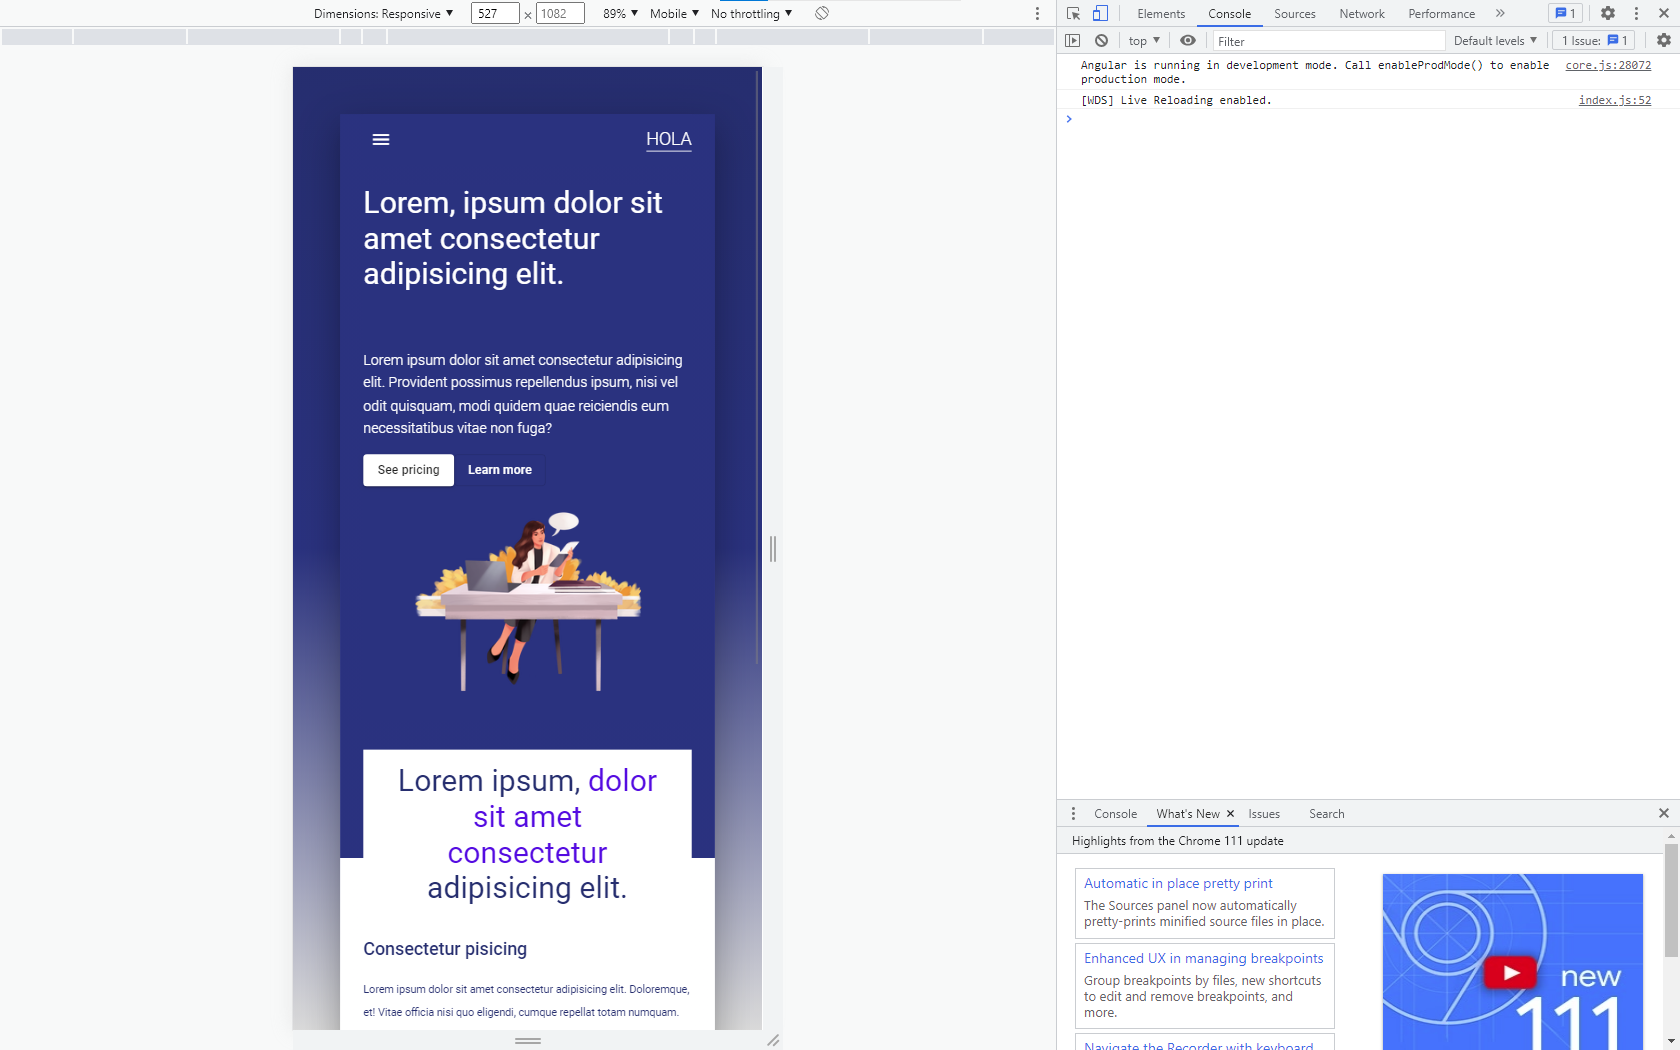 Dimensions: Responsive ▼ 527 × 1082 89% ▼ Mobile ▼ No throttling ▼
Elements Console Sources Network Performance » 1
top ▼ Filter Default levels ▼ 1 Issue: 1
Angular is running in development mode. Call enableProdMode() to enable core.js:28072
production mode.
[WDS] Live Reloading enabled. index.js:52
HOLA
Lorem, ipsum dolor sit
amet consectetur
adipisicing elit.
Lorem ipsum dolor sit amet consectetur adipisicing
elit. Provident possimus repellendus ipsum, nisi vel
odit quisquam, modi quidem quae reiciendis eum
necessitatibus vitae non fuga?
See pricing Learn more
Lorem ipsum, dolor
sit amet
consectetur
adipisicing elit.
Consectetur pisicing
Lorem ipsum dolor sit amet consectetur adipisicing elit. Doloremque,
et! Vitae officia nisi quo eligendi, cumque repellat totam numquam.
Console What's New × Issues Search
Highlights from the Chrome 111 update
Automatic in place pretty print
The Sources panel now automatically
pretty-prints minified source files in place.
Enhanced UX in managing breakpoints
Group breakpoints by files, new shortcuts
to edit and remove breakpoints, and
more.
Navigate the Recorder with keyboard
new
111